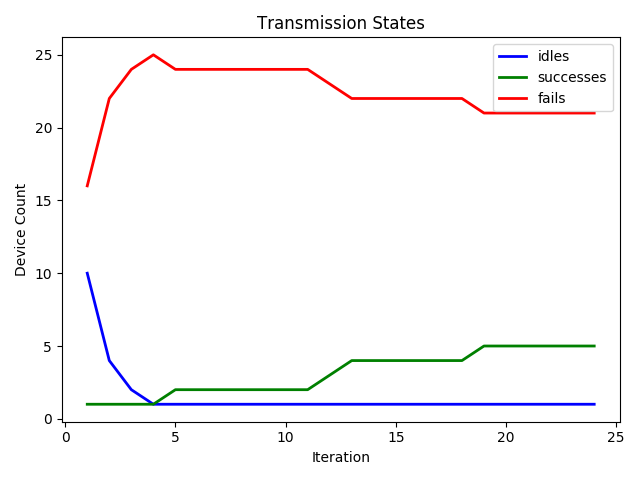 Transmission States
idles
successes
fails
Device Count
25
20
15
10
5
0
0 5 10 15 20 25
Iteration